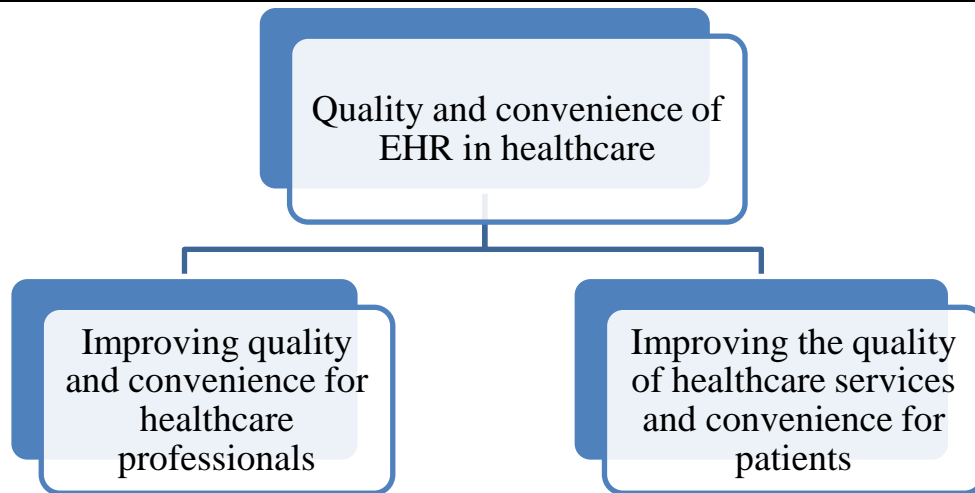 Quality and convenience of
EHR in healthcare
Improving quality
and convenience for
healthcare
professionals
Improving the quality
of healthcare services
and convenience for
patients